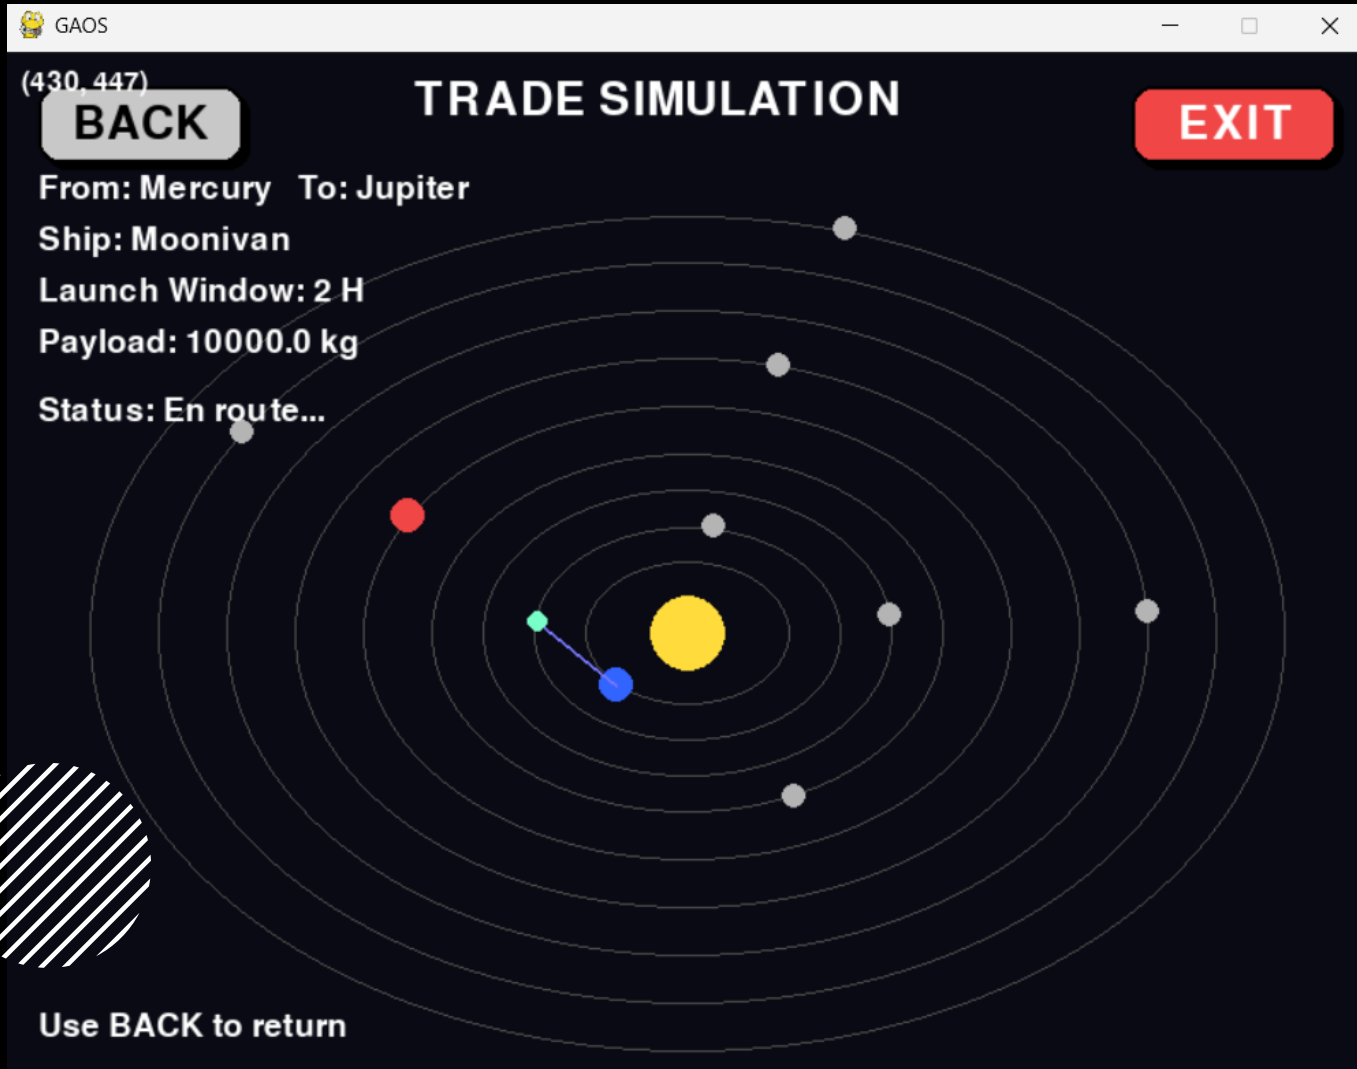 GAOS
(430, 447)
BACK
TRADE SIMULATION
EXIT
From: Mercury To: Jupiter
Ship: Moonivan
Launch Window: 2 H
Payload: 10000.0 kg
Status: En route...
Use BACK to return